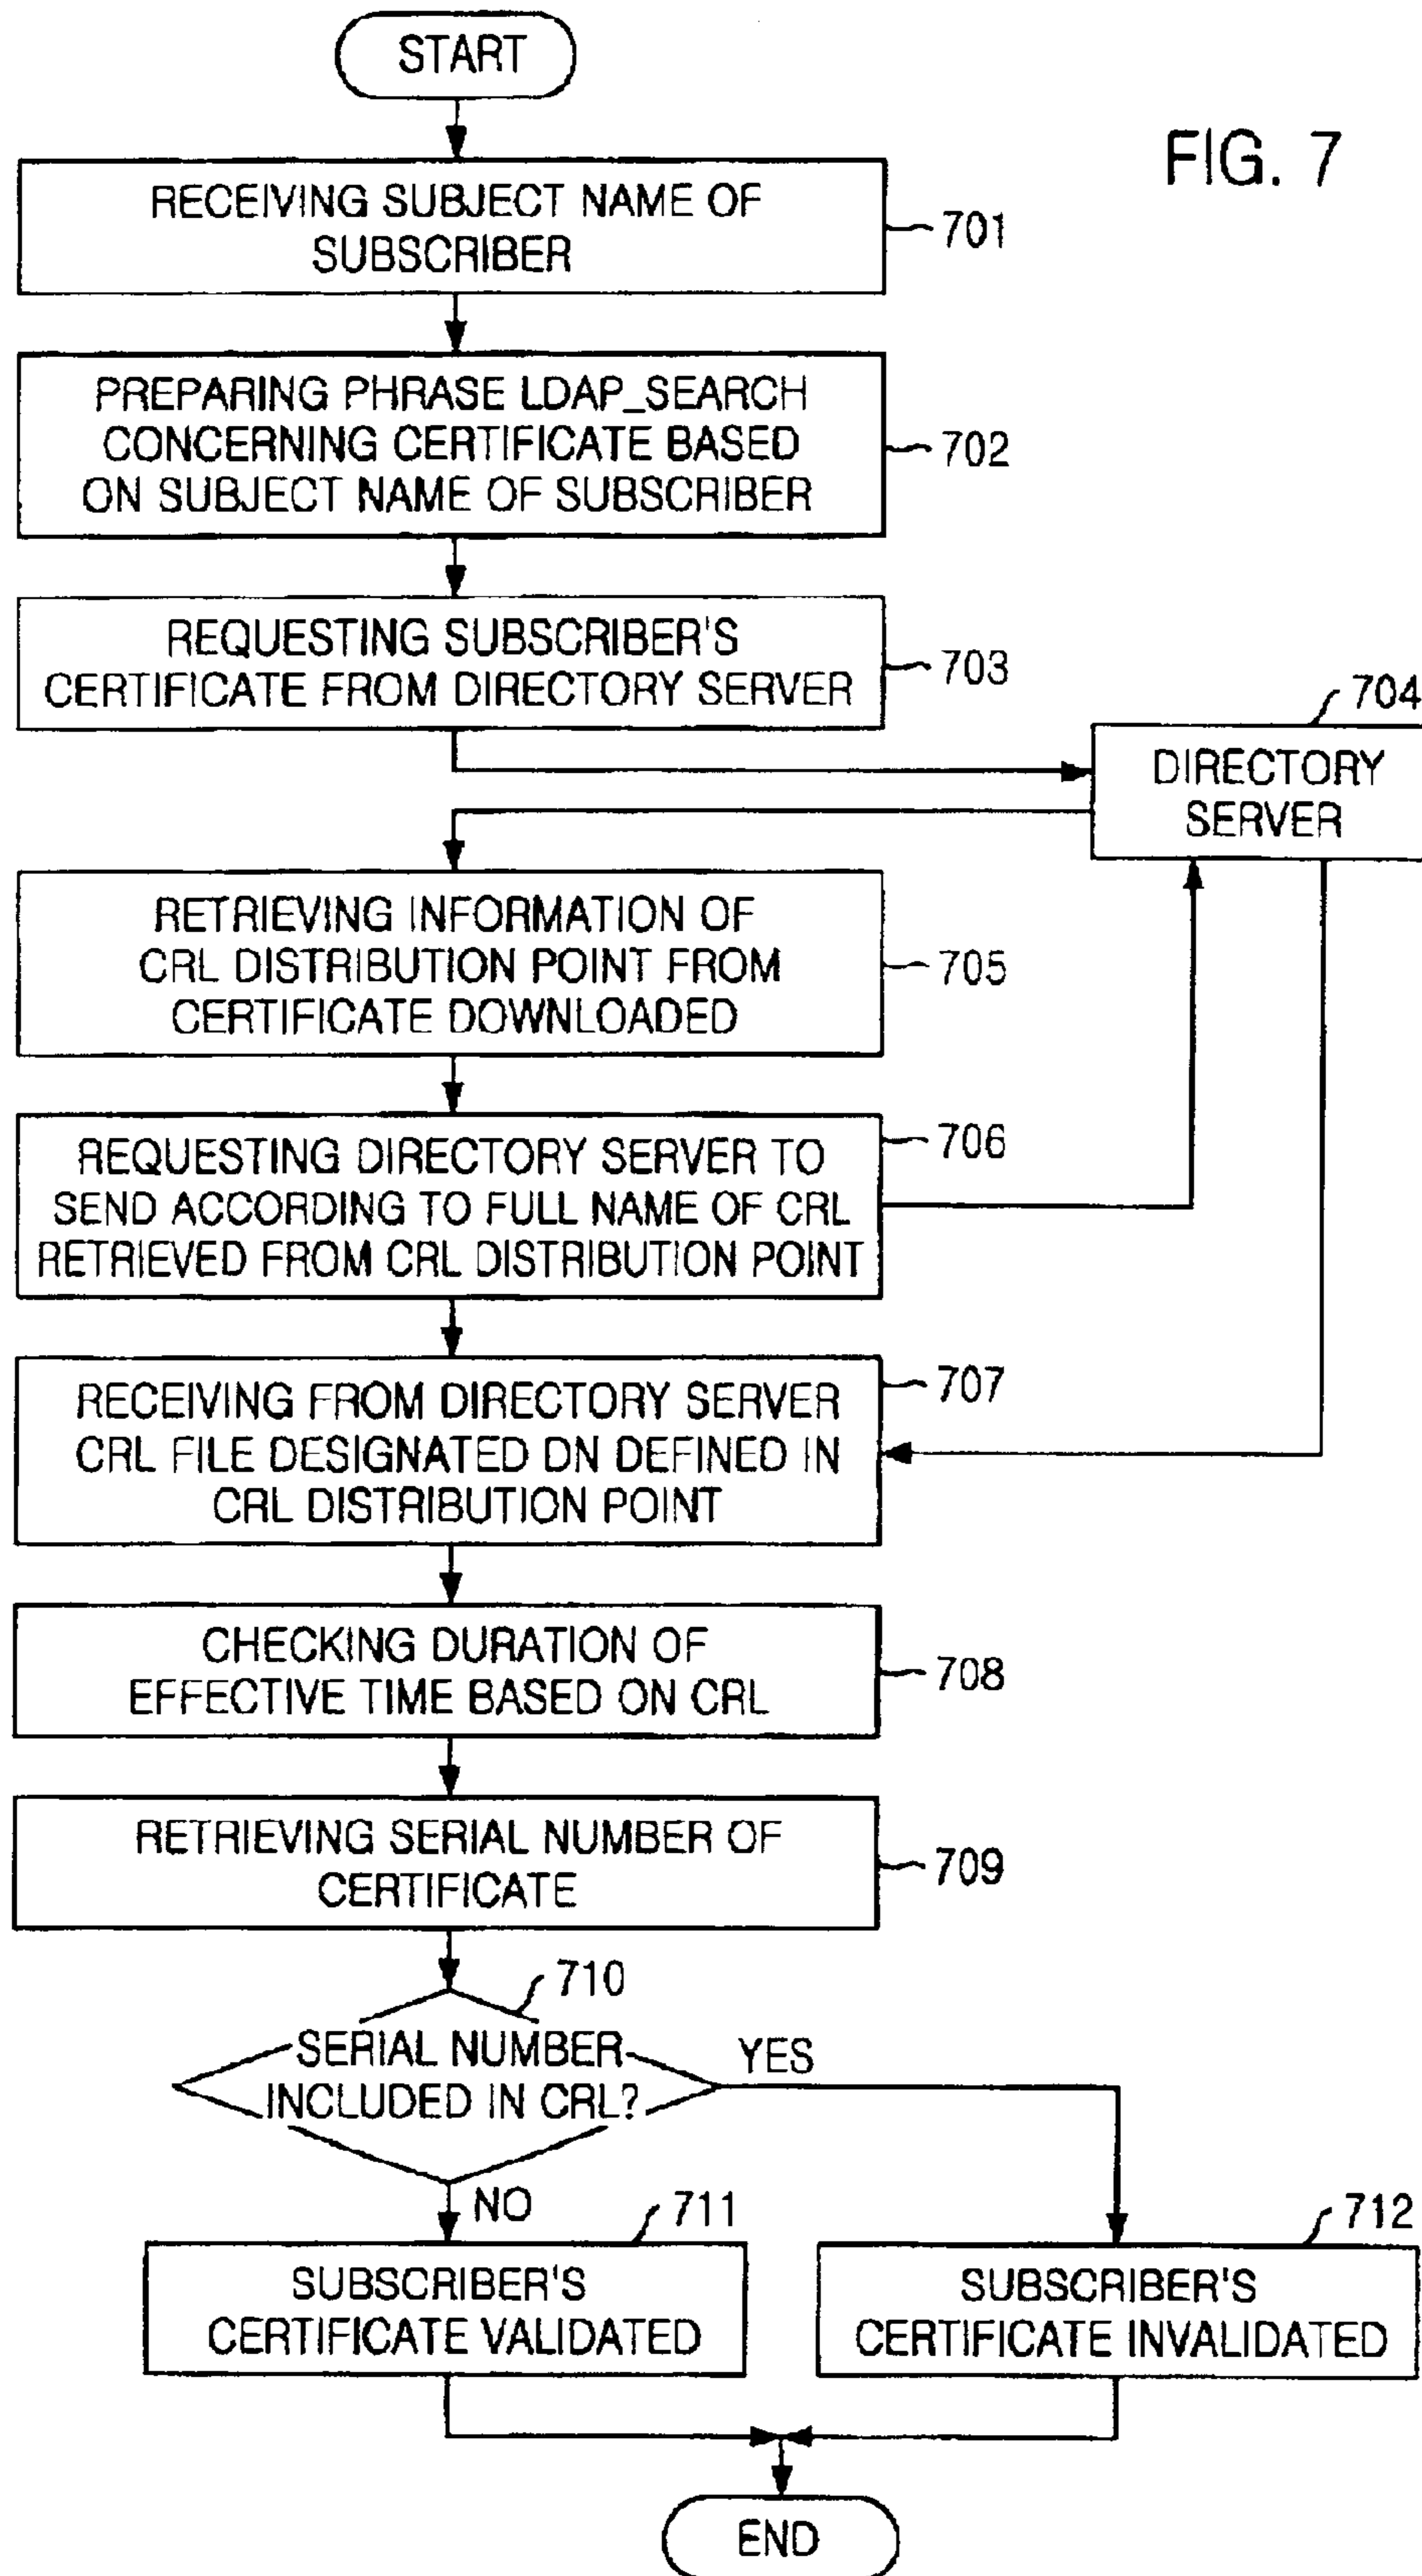 START
FIG. 7
RECEIVING SUBJECT NAME OF
SUBSCRIBER
701
PREPARING PHRASE LDAP_SEARCH
CONCERNING CERTIFICATE BASED
ON SUBJECT NAME OF SUBSCRIBER
702
REQUESTING SUBSCRIBER'S
CERTIFICATE FROM DIRECTORY SERVER
703
704
DIRECTORY
SERVER
RETRIEVING INFORMATION OF
CRL DISTRIBUTION POINT FROM
CERTIFICATE DOWNLOADED
705
REQUESTING DIRECTORY SERVER TO
SEND ACCORDING TO FULL NAME OF CRL
RETRIEVED FROM CRL DISTRIBUTION POINT
706
RECEIVING FROM DIRECTORY SERVER
CRL FILE DESIGNATED DN DEFINED IN
CRL DISTRIBUTION POINT
707
CHECKING DURATION OF
EFFECTIVE TIME BASED ON CRL
708
RETRIEVING SERIAL NUMBER OF
CERTIFICATE
709
710
SERIAL NUMBER
INCLUDED IN CRL?
YES
NO
711
SUBSCRIBER'S
CERTIFICATE VALIDATED
712
SUBSCRIBER'S
CERTIFICATE INVALIDATED
END